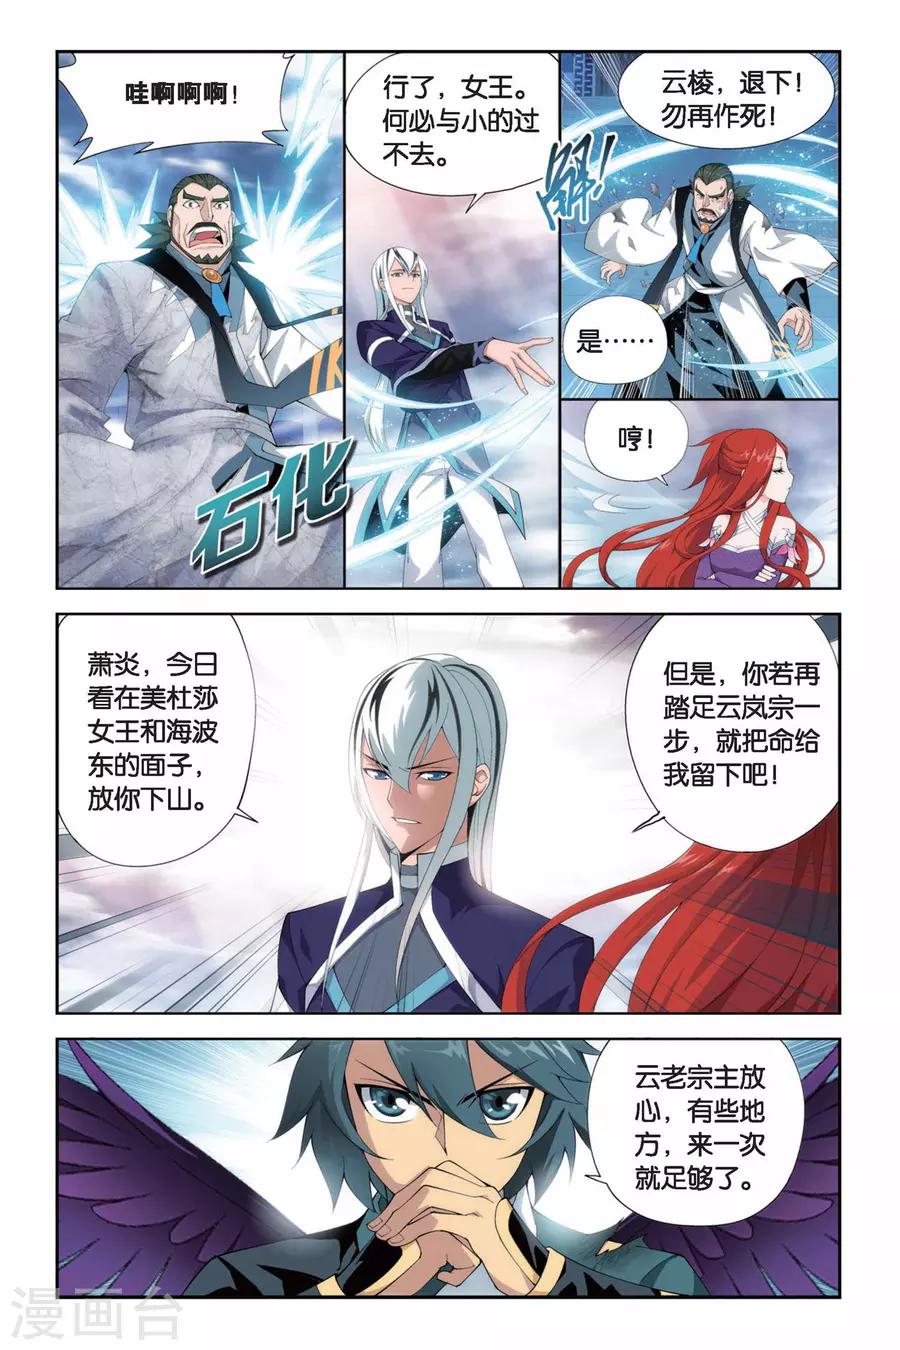 哇啊啊啊！
石化
行了，女王。
何必与小的过
不去。
云棱，退下！
勿再作死！
解！
是……
哼！
萧炎，今日
看在美杜莎
女王和海波
东的面子，
放你下山。
但是，你若再
踏足云岚宗一
步，就把命给
我留下吧！
云老宗主放
心，有些地
方，来一次
就足够了。
漫画台